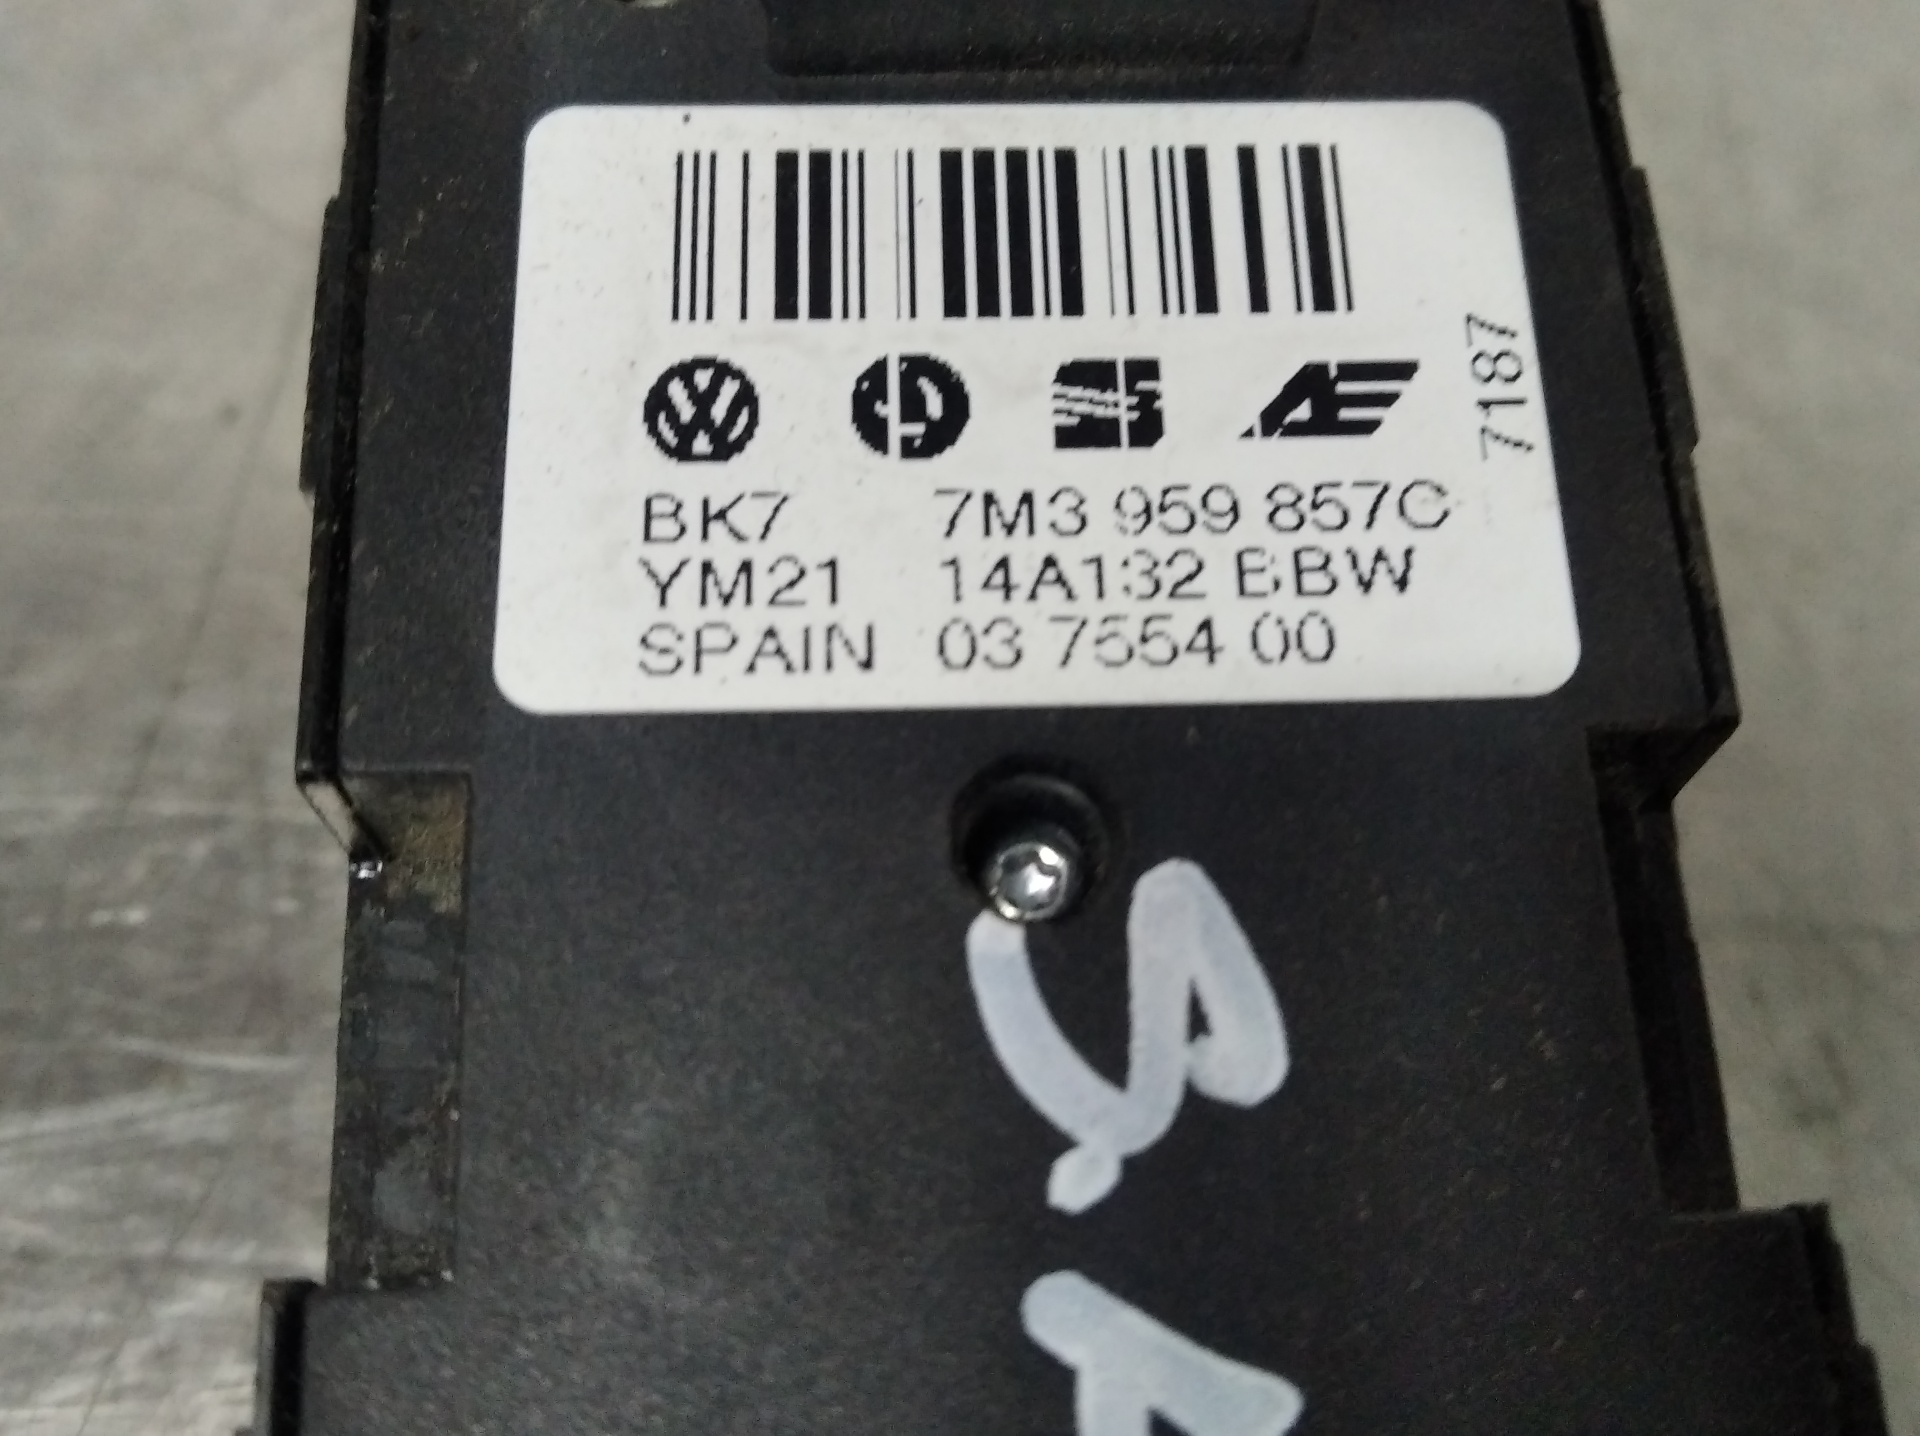 7187
BK7 7M3 959 857C
YM21 14A132 BBW
SPAIN 03 7554 00